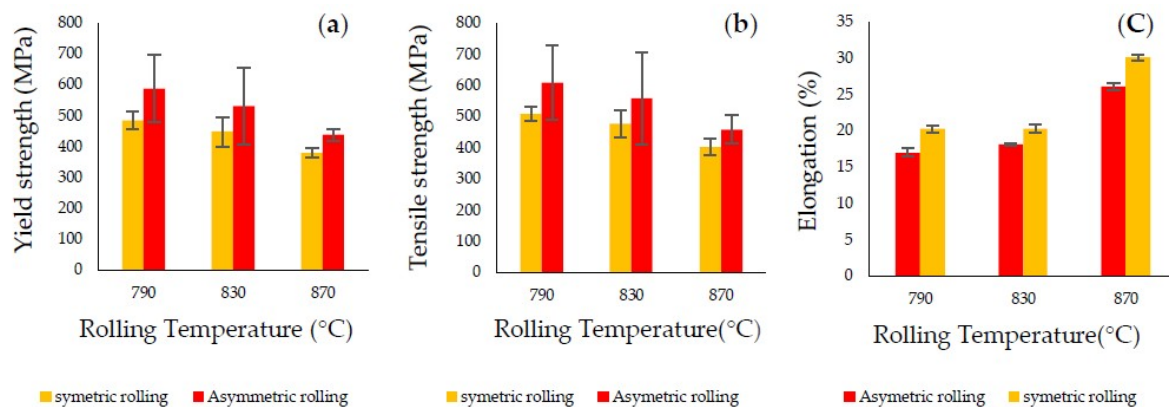 (a)
Yield strength (MPa)
800
700
600
500
400
300
200
100
0
790 830 870
Rolling Temperature (°C)
symetric rolling Asymmetric rolling
(b)
Tensile strength (MPa)
800
700
600
500
400
300
200
100
0
790 830 870
Rolling Temperature(°C)
symetric rolling Asymetric rolling
(C)
Elongation (%)
35
30
25
20
15
10
5
0
790 830 870
Rolling Temperature(°C)
Asymetric rolling symetric rolling